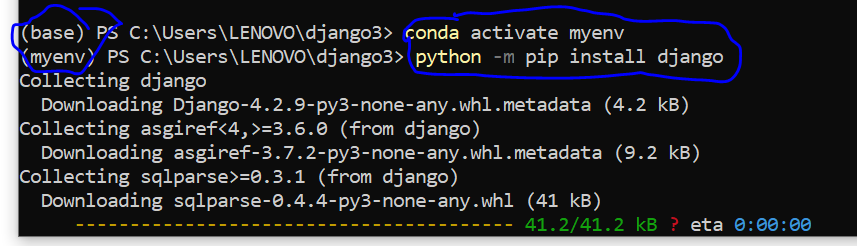 (base) PS C:\Users\LENOVO\django3> conda activate myenv
(myenv) PS C:\Users\LENOVO\django3> python -m pip install django
Collecting django
  Downloading Django-4.2.9-py3-none-any.whl.metadata (4.2 kB)
Collecting asgiref<4,>=3.6.0 (from django)
  Downloading asgiref-3.7.2-py3-none-any.whl.metadata (9.2 kB)
Collecting sqlparse>=0.3.1 (from django)
  Downloading sqlparse-0.4.4-py3-none-any.whl (41 kB)
     ---------------------------------------- 41.2/41.2 kB ? eta 0:00:00